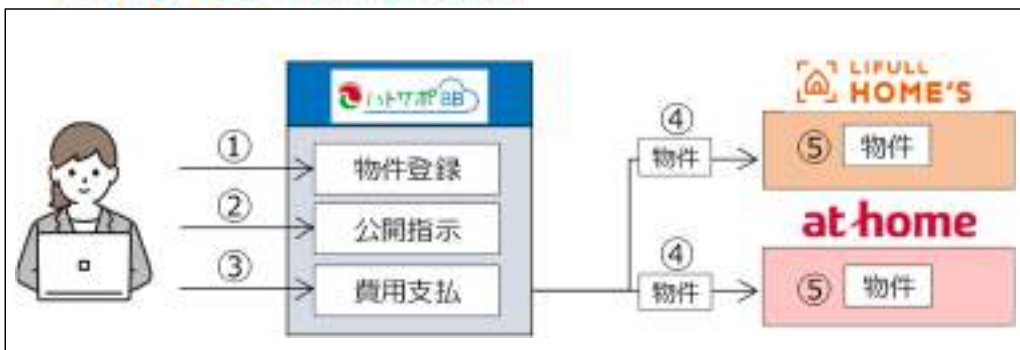 ハトサポBB
① 物件登録
② 公開指示
③ 費用支払
④ 物件
LIFULL HOME'S
⑤ 物件
④ 物件
at home
⑤ 物件